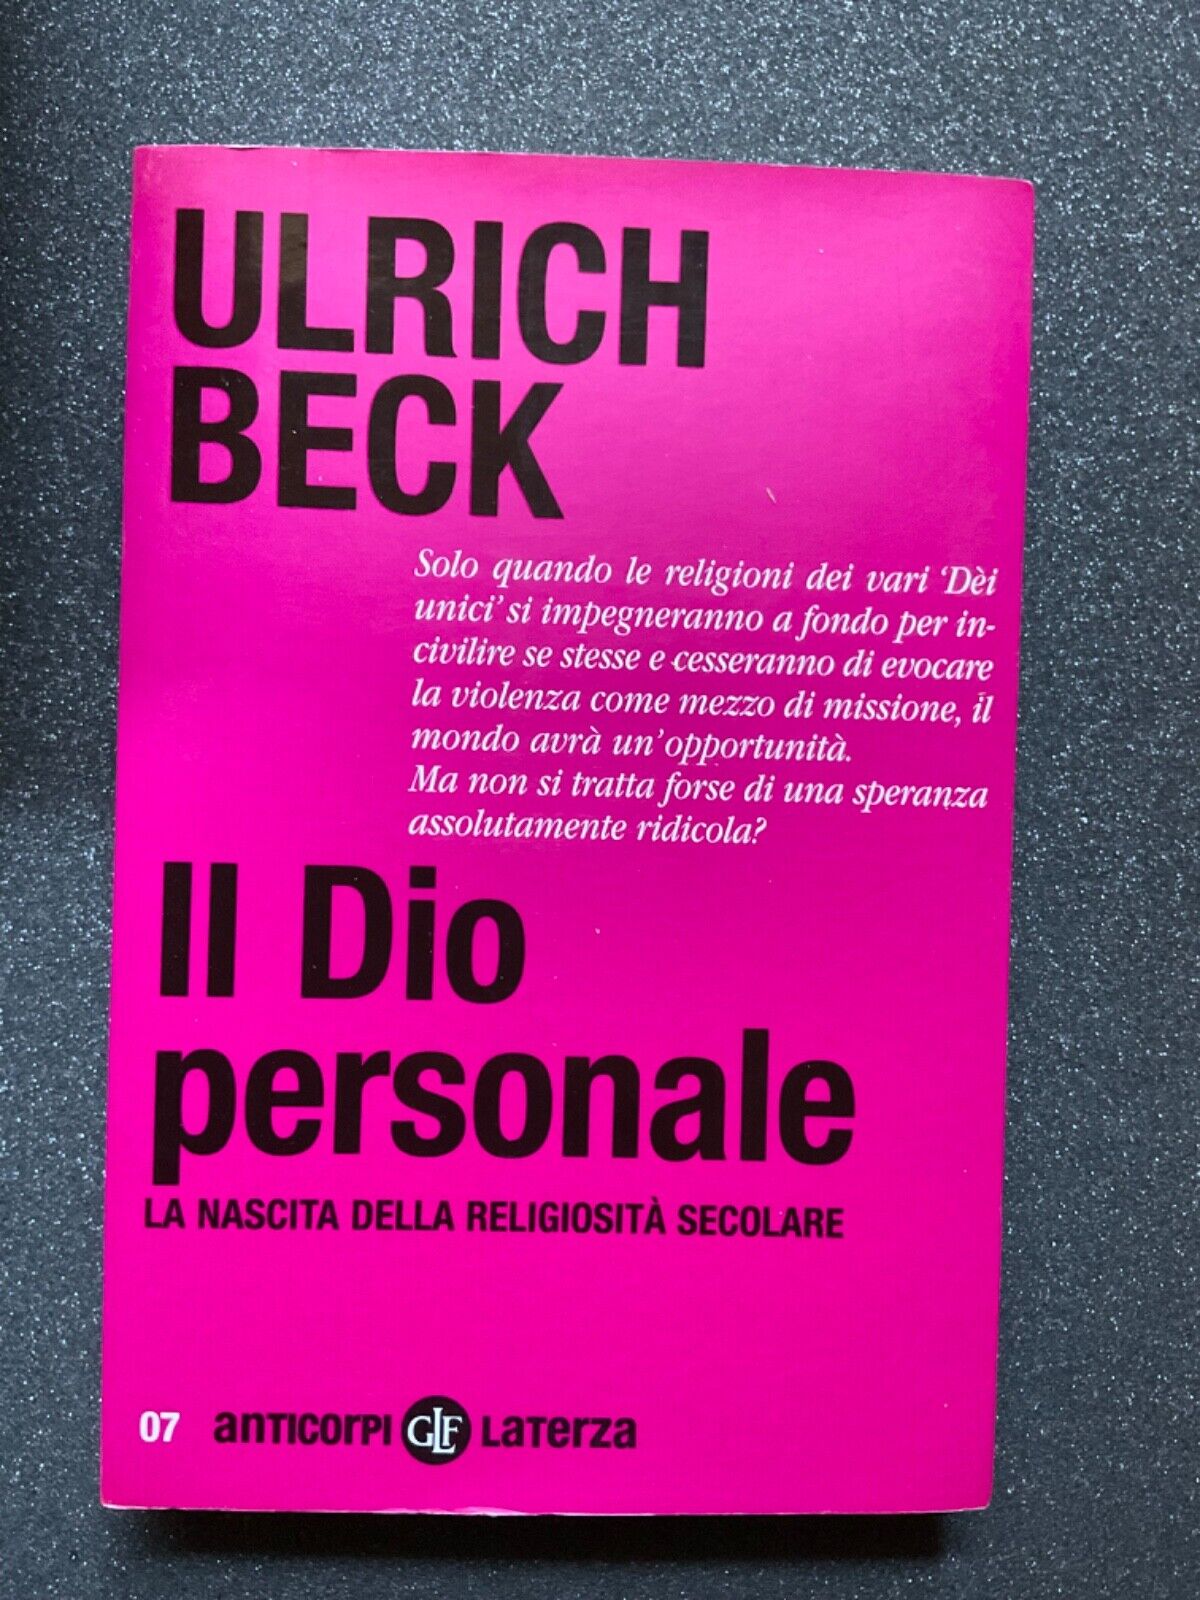 ULRICH
BECK
Solo quando le religioni dei vari ‘Dèi
unici’ si impegneranno a fondo per in-
civilire se stesse e cesseranno di evocare
la violenza come mezzo di missione, il
mondo avrà un’opportunità.
Ma non si tratta forse di una speranza
assolutamente ridicola?
Il Dio
personale
LA NASCITA DELLA RELIGIOSITÀ SECOLARE
07 anticorpi GLF Laterza